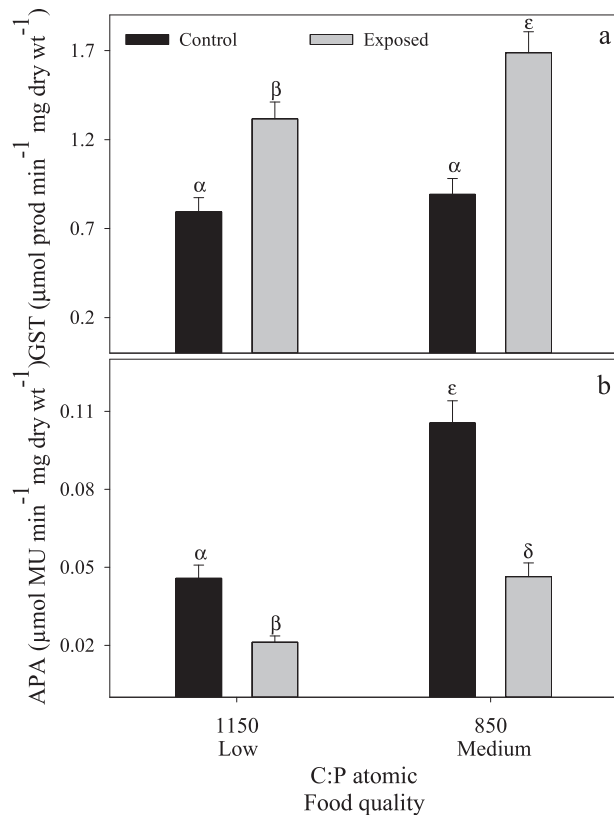 Control
Exposed
a
1.7
1.2
0.7
0.2
GST (µmol prod min⁻¹ mg dry wt⁻¹)
α
β
α
ε
b
0.11
0.08
0.05
0.02
APA (µmol MU min⁻¹ mg dry wt⁻¹)
α
β
ε
δ
1150
850
Low
Medium
C:P atomic
Food quality